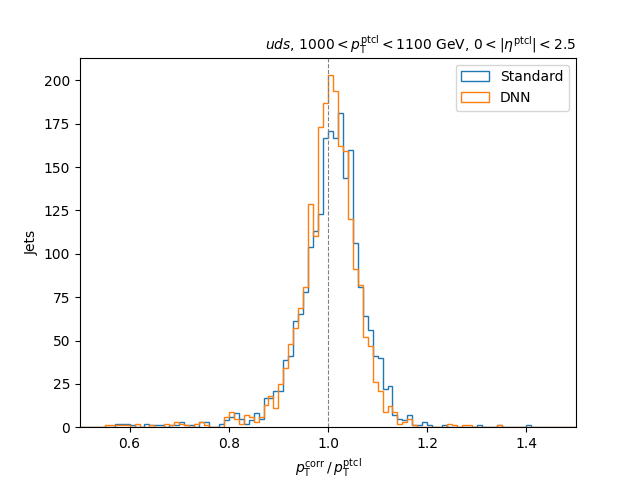 uds, 1000 < p_T^ptcl < 1100 GeV, 0 < |η^ptcl| < 2.5
Standard
DNN
Jets
200
175
150
125
100
75
50
25
0
0.6 0.8 1.0 1.2 1.4
p_T^corr / p_T^ptcl